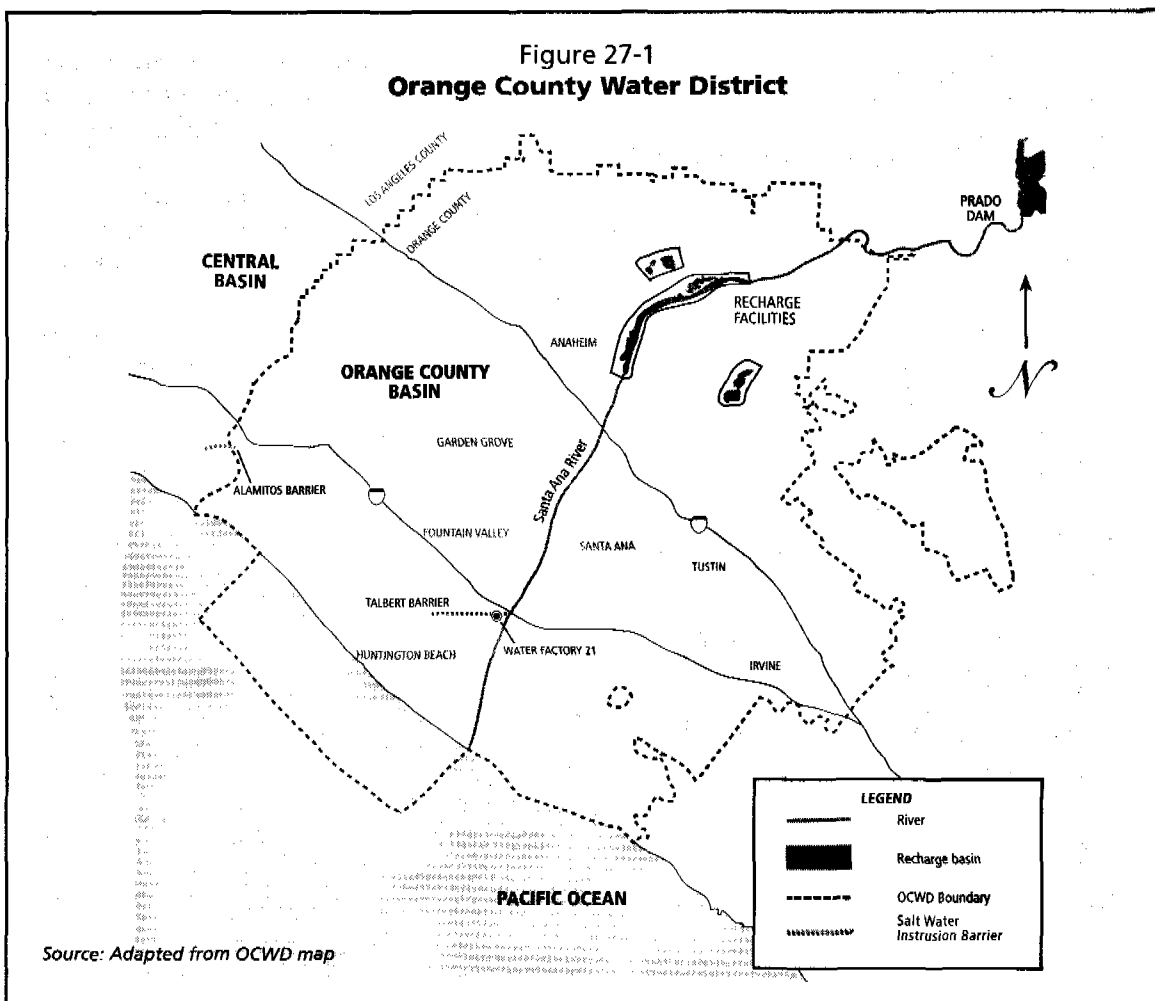 Figure 27-1
Orange County Water District
LOS ANGELES COUNTY
ORANGE COUNTY
PRADO
DAM
CENTRAL
BASIN
RECHARGE
FACILITIES
ANAHEIM
ORANGE COUNTY
BASIN
N
GARDEN GROVE
Santa Ana River
ALAMITOS BARRIER
FOUNTAIN VALLEY
SANTA ANA
TUSTIN
TALBERT BARRIER
WATER FACTORY 21
HUNTINGTON BEACH
IRVINE
LEGEND
River
Recharge basin
OCWD Boundary
Salt Water
Instrusion Barrier
PACIFIC OCEAN
Source: Adapted from OCWD map